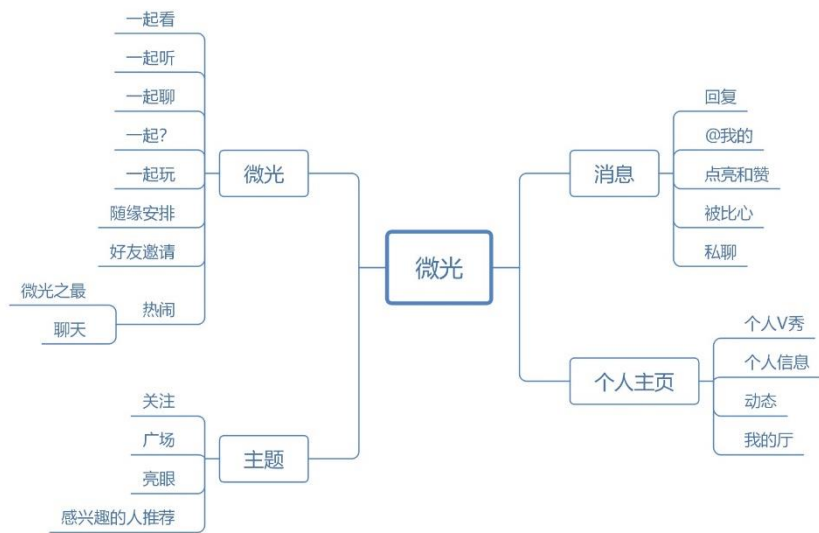 微光
微光
一起看
一起听
一起聊
一起?
一起玩
随缘安排
好友邀请
热闹
微光之最
聊天
主题
关注
广场
亮眼
感兴趣的人推荐
消息
回复
@我的
点亮和赞
被比心
私聊
个人主页
个人V秀
个人信息
动态
我的厅